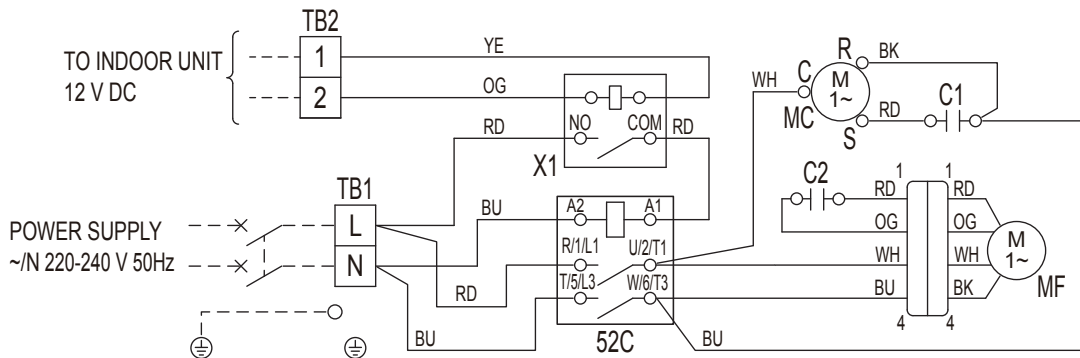 TB2
TO INDOOR UNIT
12 V DC
1
YE
2
OG
RD
NO
COM
RD
X1
R
BK
C
M
1~
WH
MC
RD
S
C1
TB1
POWER SUPPLY
~/N 220-240 V 50Hz
L
N
BU
A2
A1
R/1/L1
U/2/T1
RD
T/5/L3
W/6/T3
BU
52C
BU
C2
1
1
RD
RD
OG
OG
WH
WH
BU
BK
4
4
M
1~
MF